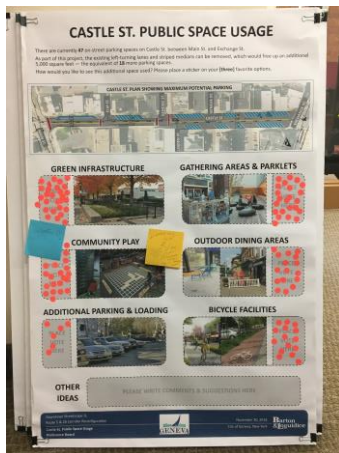 CASTLE ST. PUBLIC SPACE USAGE
There are currently 47 on-street parking spaces on Castle St. between Main St. and Exchange St.
As part of this project, the existing left-turning lanes and striped medians can be removed, which would free up an additional
5,000 square feet — the equivalent of 18 more parking spaces.
How would you like to see this additional space used? Please place a sticker on your [three] favorite options.
CASTLE ST. PLAN SHOWING MAXIMUM POTENTIAL PARKING
GREEN INFRASTRUCTURE
GATHERING AREAS & PARKLETS
COMMUNITY PLAY
OUTDOOR DINING AREAS
ADDITIONAL PARKING & LOADING
BICYCLE FACILITIES
OTHER
IDEAS
PLEASE WRITE COMMENTS & SUGGESTIONS HERE
GENEVA
Barton
& Loguidice